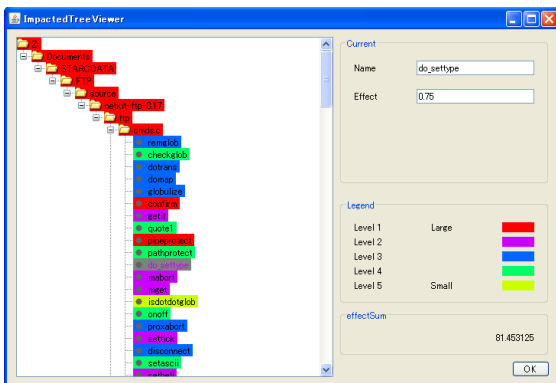 ImpactedTreeViewer
Z
Documents
STARCDATA
FTP
source
netkit-ftp-0.17
ftp
cmds.c
remglob
checkglob
dotrans
domap
globulize
confirm
getit
quote1
pipeprotect
pathprotect
do_settype
mabort
mget
isdotdotglob
onoff
proxabort
settick
disconnect
setascii
Current
Name do_settype
Effect 0.75
Legend
Level 1 Large
Level 2
Level 3
Level 4
Level 5 Small
effectSum
81.453125
OK